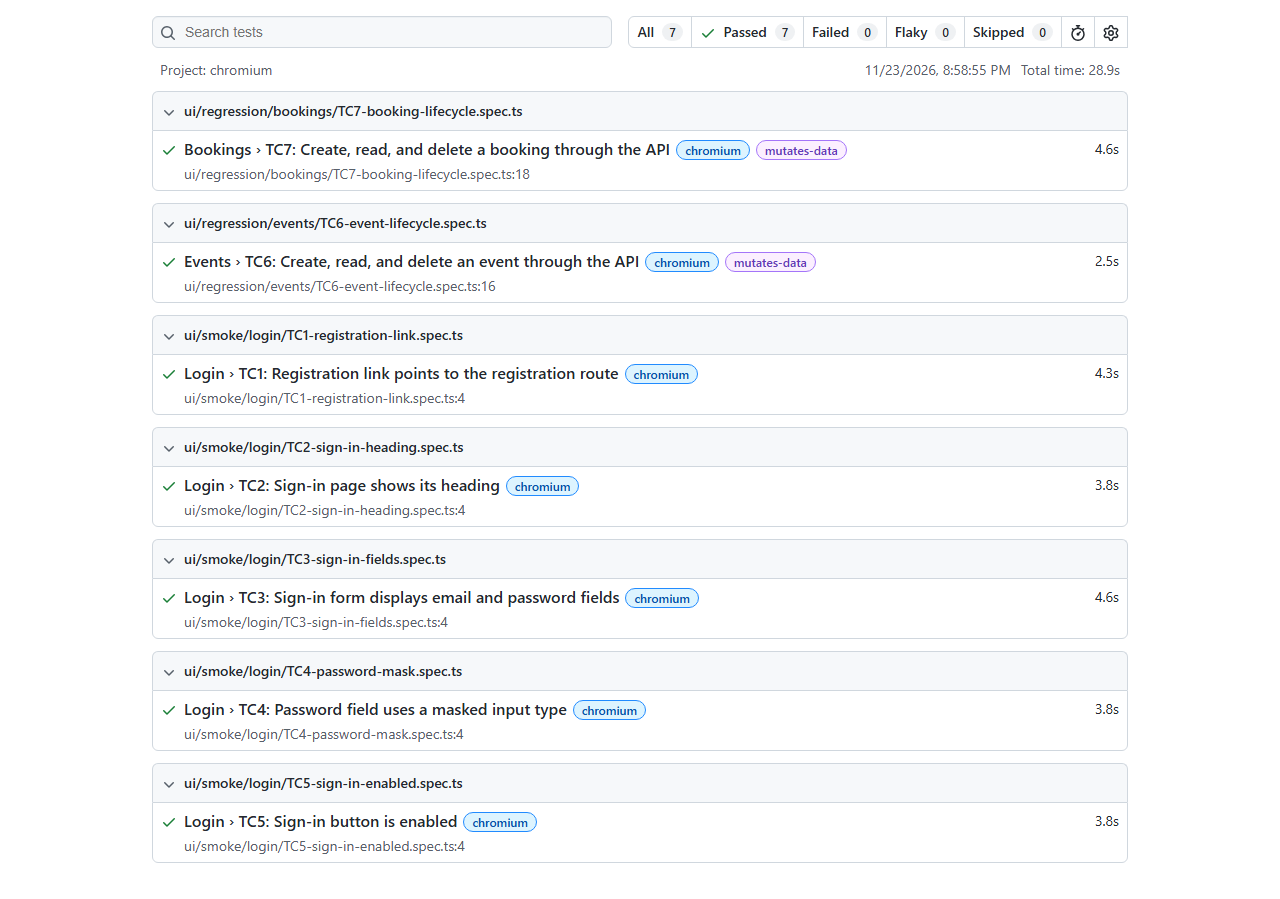 Search tests
All 7 Passed 7 Failed 0 Flaky 0 Skipped 0
Project: chromium
11/23/2026, 8:58:55 PM Total time: 28.9s
ui/regression/bookings/TC7-booking-lifecycle.spec.ts
Bookings › TC7: Create, read, and delete a booking through the API chromium mutates-data 4.6s
ui/regression/bookings/TC7-booking-lifecycle.spec.ts:18
ui/regression/events/TC6-event-lifecycle.spec.ts
Events › TC6: Create, read, and delete an event through the API chromium mutates-data 2.5s
ui/regression/events/TC6-event-lifecycle.spec.ts:16
ui/smoke/login/TC1-registration-link.spec.ts
Login › TC1: Registration link points to the registration route chromium 4.3s
ui/smoke/login/TC1-registration-link.spec.ts:4
ui/smoke/login/TC2-sign-in-heading.spec.ts
Login › TC2: Sign-in page shows its heading chromium 3.8s
ui/smoke/login/TC2-sign-in-heading.spec.ts:4
ui/smoke/login/TC3-sign-in-fields.spec.ts
Login › TC3: Sign-in form displays email and password fields chromium 4.6s
ui/smoke/login/TC3-sign-in-fields.spec.ts:4
ui/smoke/login/TC4-password-mask.spec.ts
Login › TC4: Password field uses a masked input type chromium 3.8s
ui/smoke/login/TC4-password-mask.spec.ts:4
ui/smoke/login/TC5-sign-in-enabled.spec.ts
Login › TC5: Sign-in button is enabled chromium 3.8s
ui/smoke/login/TC5-sign-in-enabled.spec.ts:4